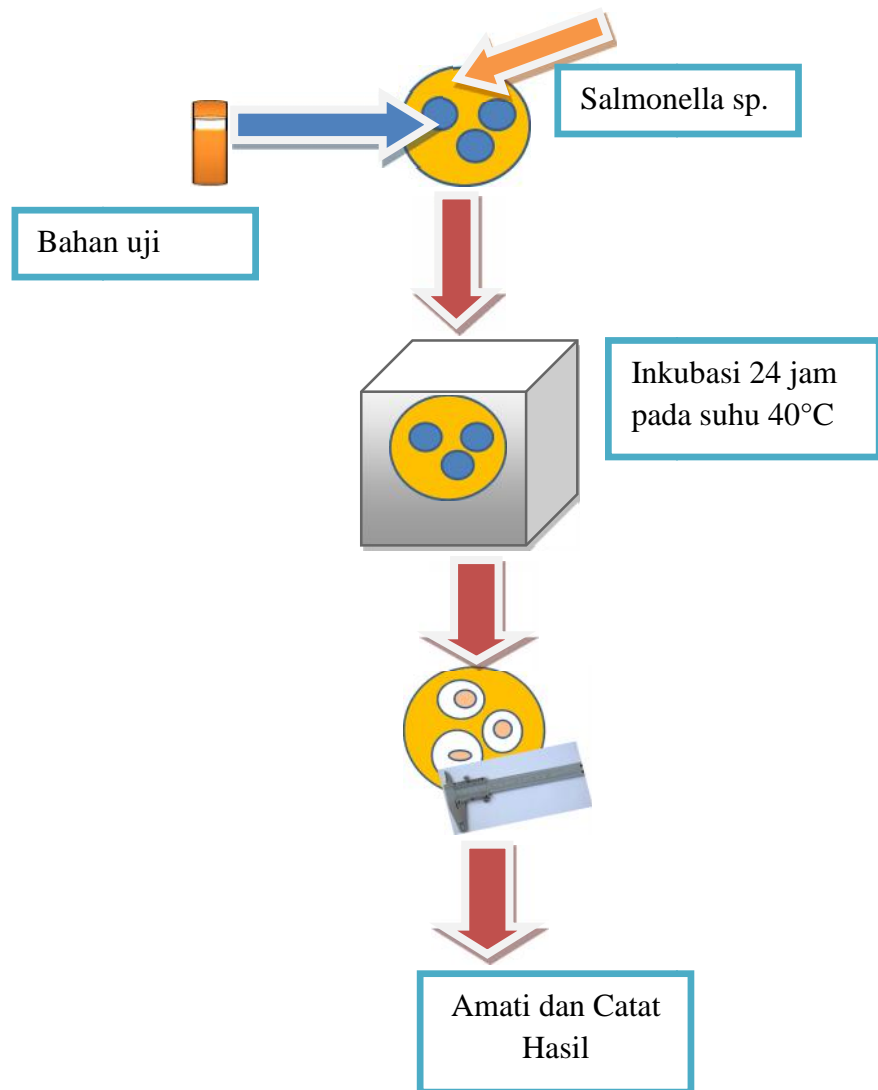 Salmonella sp.
Bahan uji
Inkubasi 24 jam
pada suhu 40°C
Amati dan Catat
Hasil